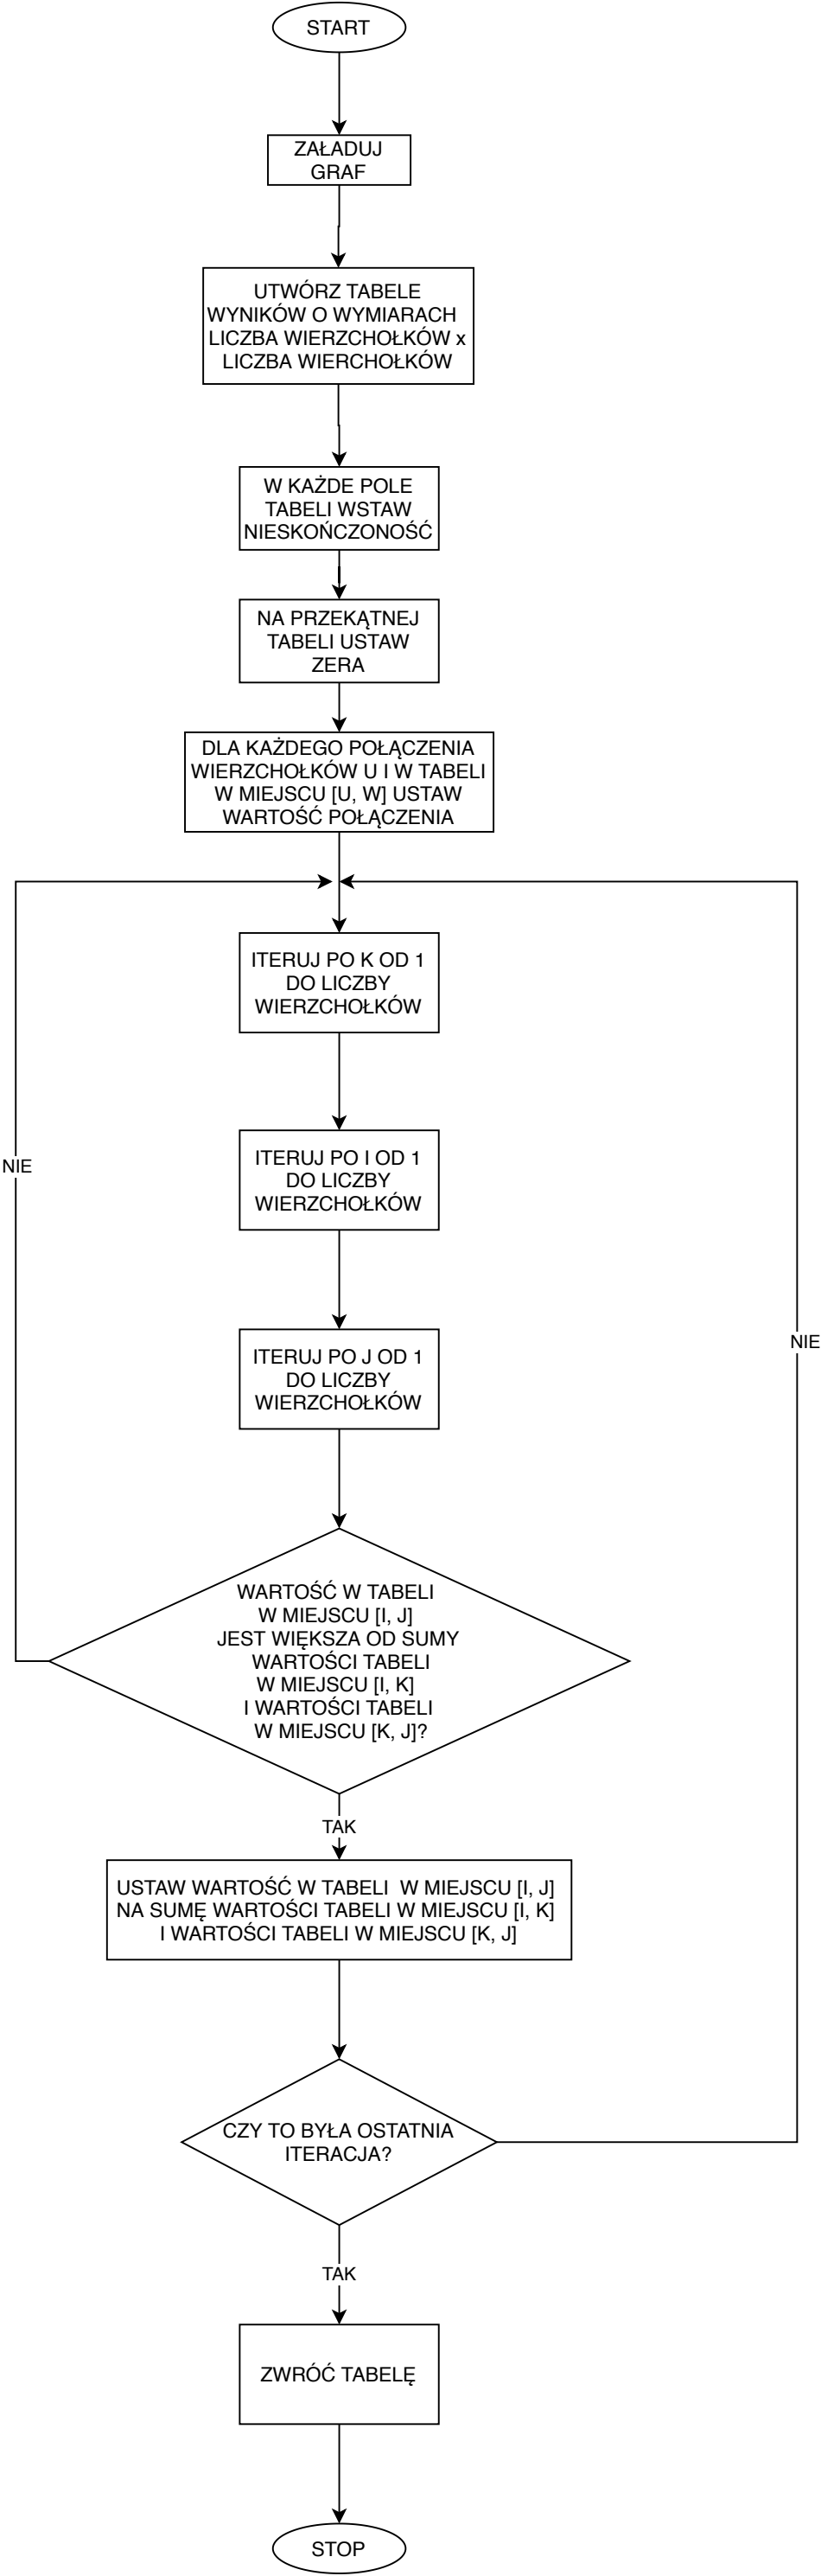 START
ZAŁADUJ
GRAF
UTWÓRZ TABELE
WYNIKÓW O WYMIARACH
LICZBA WIERZCHOŁKÓW x
LICZBA WIERCHOŁKÓW
W KAŻDE POLE
TABELI WSTAW
NIESKOŃCZONOŚĆ
NA PRZEKĄTNEJ
TABELI USTAW
ZERA
DLA KAŻDEGO POŁĄCZENIA
WIERZCHOŁKÓW U I W TABELI
W MIEJSCU [U, W] USTAW
WARTOŚĆ POŁĄCZENIA
ITERUJ PO K OD 1
DO LICZBY
WIERZCHOŁKÓW
ITERUJ PO I OD 1
DO LICZBY
WIERZCHOŁKÓW
NIE
NIE
ITERUJ PO J OD 1
DO LICZBY
WIERZCHOŁKÓW
WARTOŚĆ W TABELI
W MIEJSCU [I, J]
JEST WIĘKSZA OD SUMY
WARTOŚCI TABELI
W MIEJSCU [I, K]
I WARTOŚCI TABELI
W MIEJSCU [K, J]?
TAK
USTAW WARTOŚĆ W TABELI W MIEJSCU [I, J]
NA SUMĘ WARTOŚCI TABELI W MIEJSCU [I, K]
I WARTOŚCI TABELI W MIEJSCU [K, J]
CZY TO BYŁA OSTATNIA
ITERACJA?
TAK
ZWRÓĆ TABELĘ
STOP